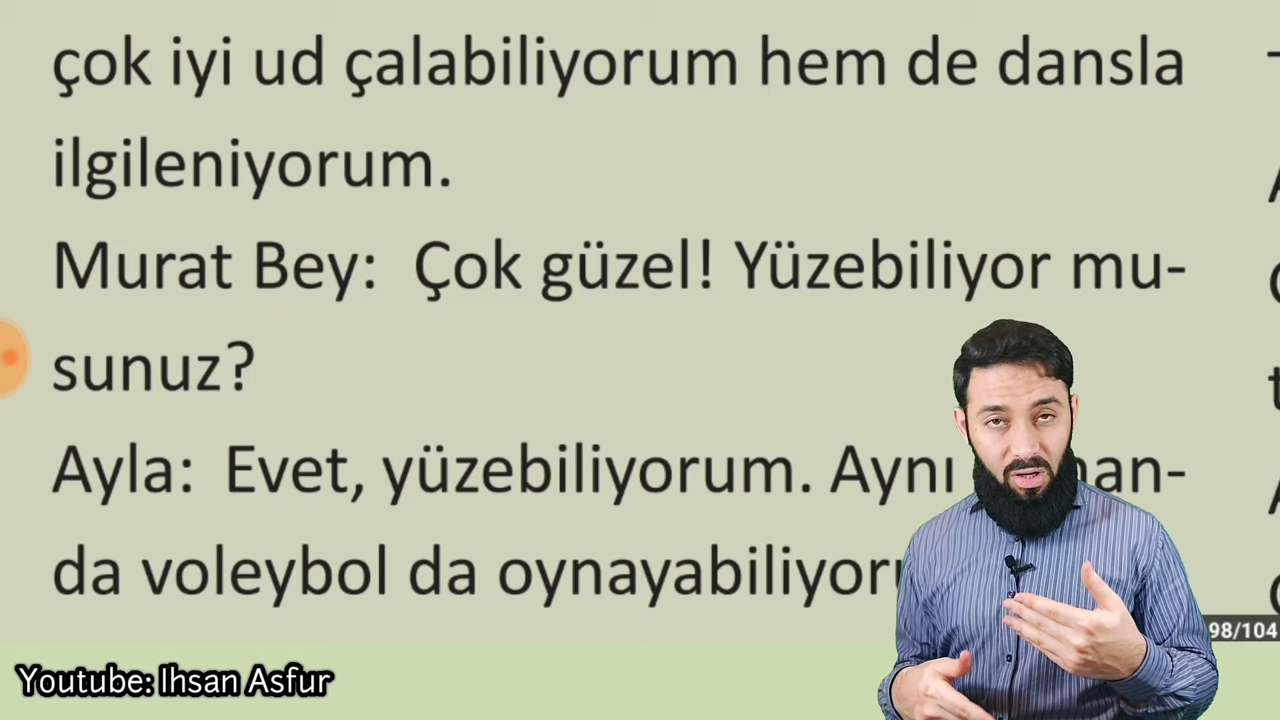 çok iyi ud çalabiliyorum hem de dansla
ilgileniyorum.
Murat Bey: Çok güzel! Yüzebiliyor mu-
sunuz?
Ayla: Evet, yüzebiliyorum. Aynı
da voleybol da
98/104
Youtube: Ihsan Asfur